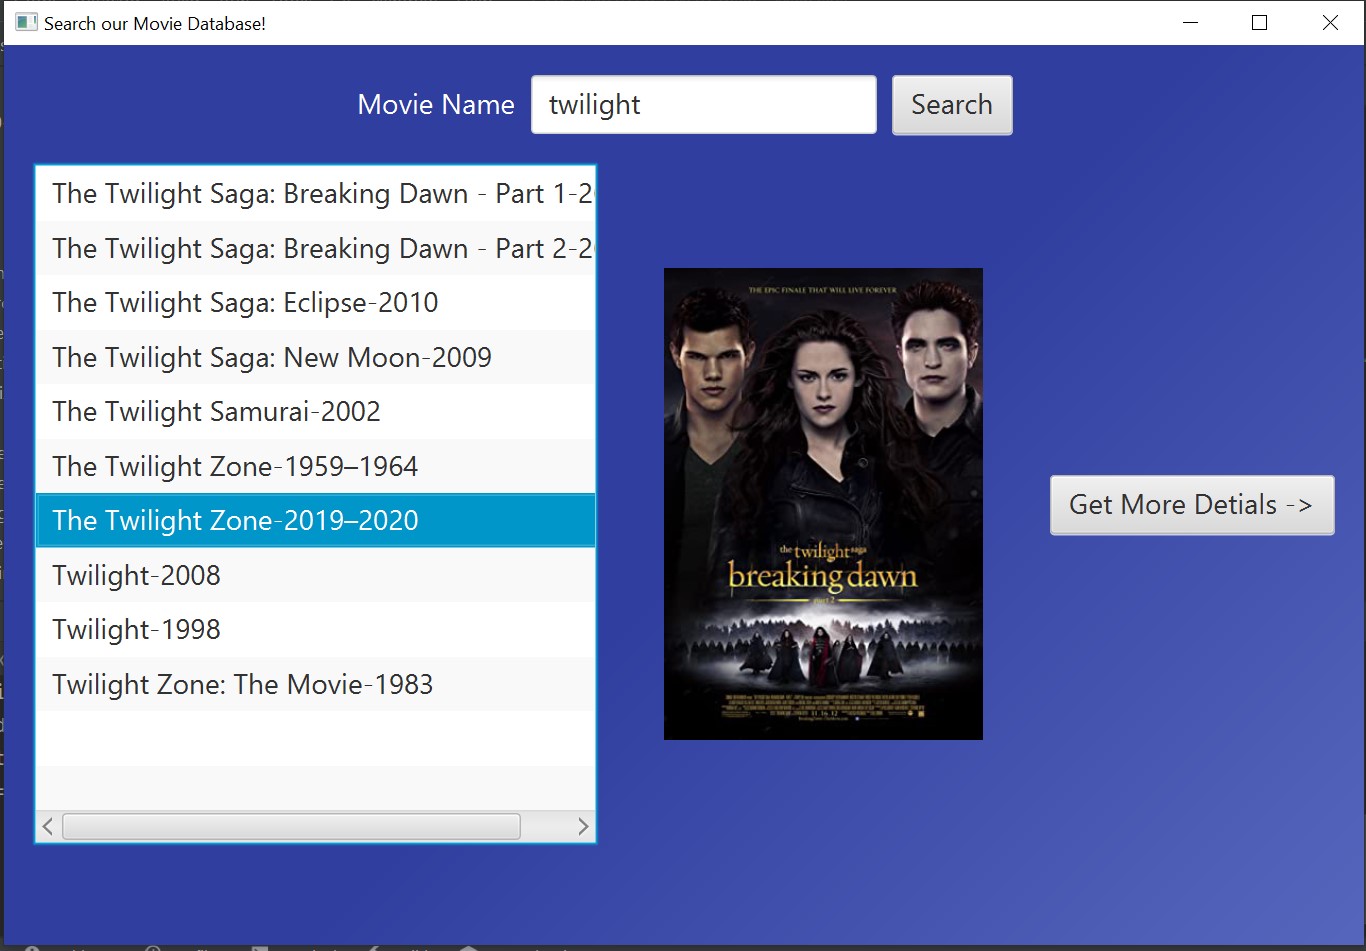 Search our Movie Database!
Movie Name twilight Search
The Twilight Saga: Breaking Dawn - Part 1-2
The Twilight Saga: Breaking Dawn - Part 2-2
The Twilight Saga: Eclipse-2010
The Twilight Saga: New Moon-2009
The Twilight Samurai-2002
The Twilight Zone-1959–1964
The Twilight Zone-2019–2020
Twilight-2008
Twilight-1998
Twilight Zone: The Movie-1983
THE EPIC FINALE THAT WILL LIVE FOREVER
the twilight saga
breaking dawn
part 2
11.16.12
Get More Detials ->